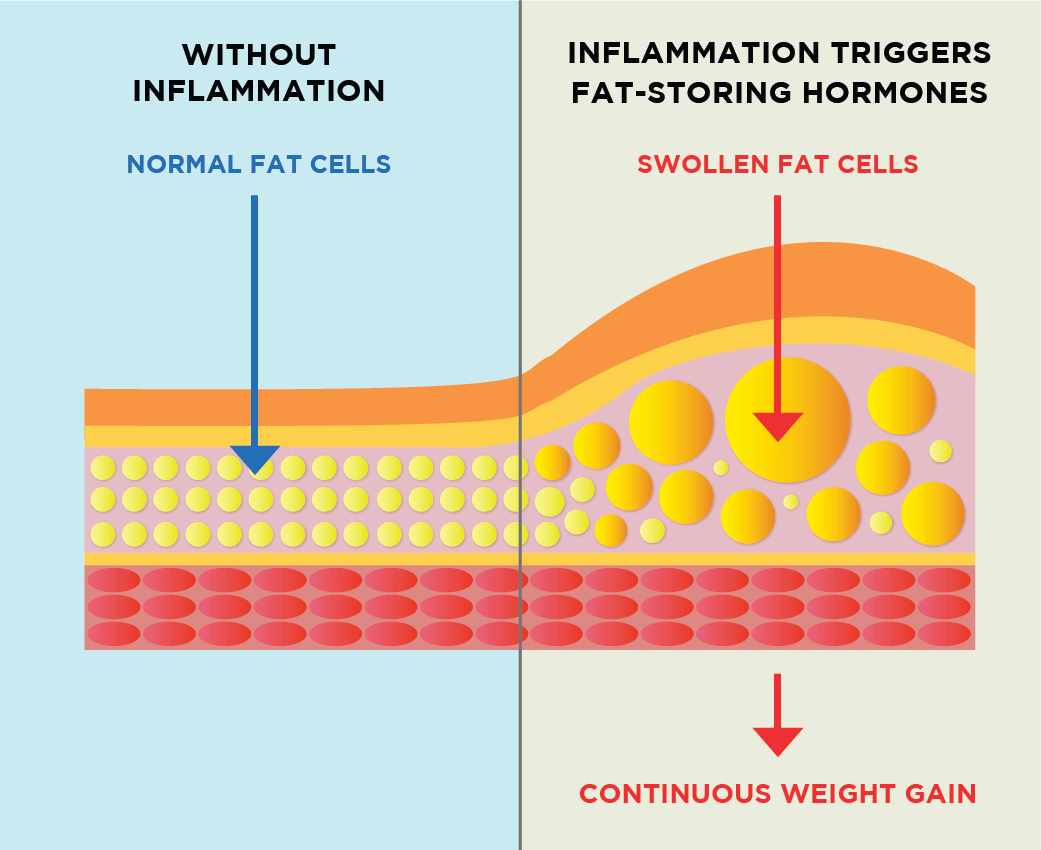 WITHOUT
INFLAMMATION
NORMAL FAT CELLS
INFLAMMATION TRIGGERS
FAT-STORING HORMONES
SWOLLEN FAT CELLS
CONTINUOUS WEIGHT GAIN